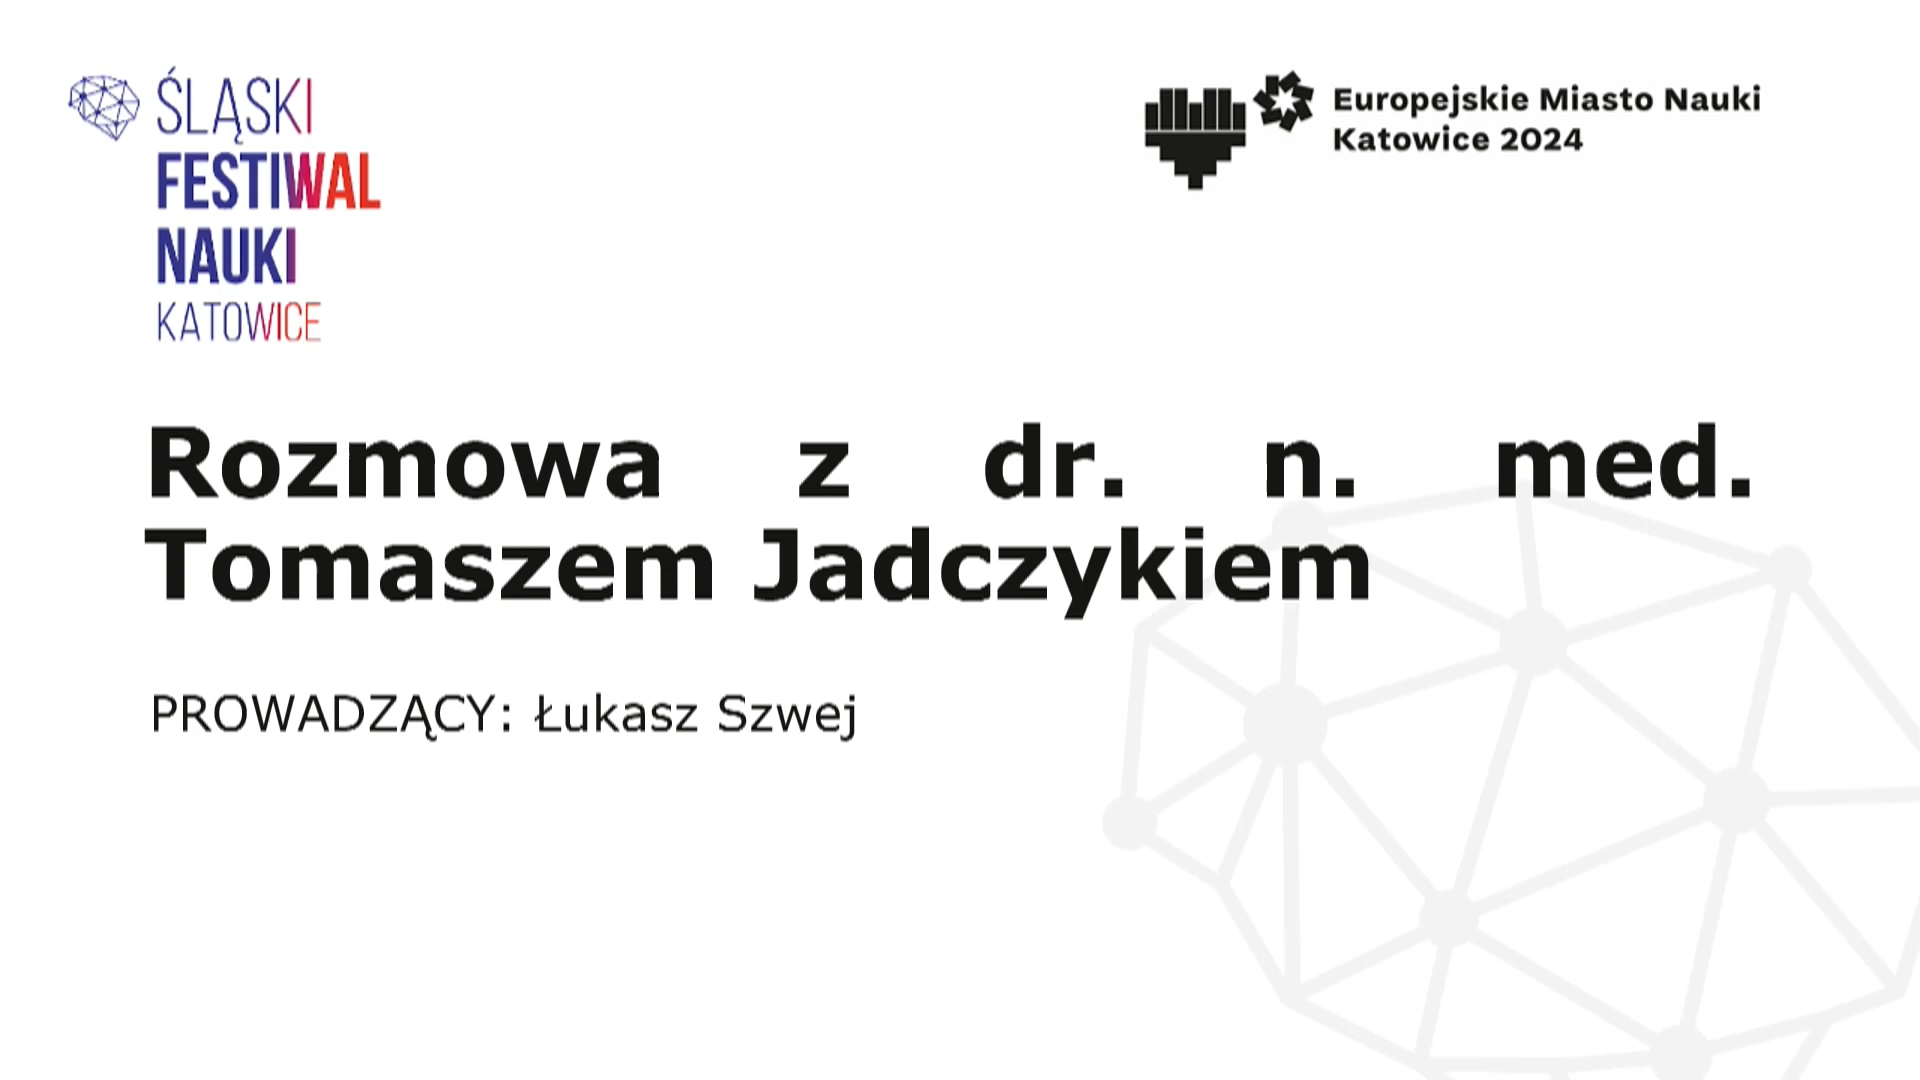 ŚLĄSKI
FESTIWAL
NAUKI
KATOWICE
Europejskie Miasto Nauki
Katowice 2024
Rozmowa z dr. n. med.
Tomaszem Jadczykiem
PROWADZĄCY: Łukasz Szwej